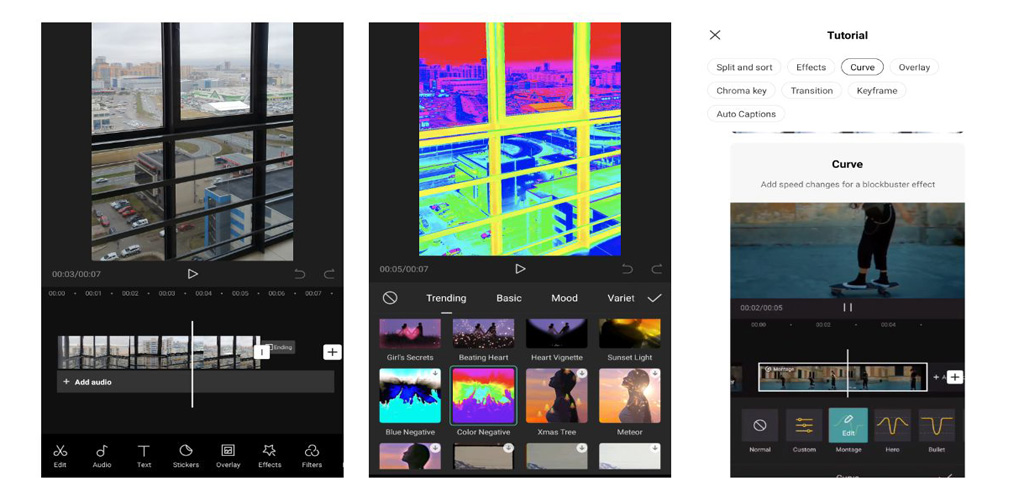 00:03/00:07
00:00 00:01 00:02 00:03 00:04 00:05 00:06 00:07
Ending
+ Add audio
Edit Audio Text Stickers Overlay Effects Filters
00:05/00:07
Trending Basic Mood Variet
Girl's Secrets Beating Heart Heart Vignette Sunset Light
Blue Negative Color Negative Xmas Tree Meteor
Tutorial
Split and sort Effects Curve Overlay
Chroma key Transition Keyframe
Auto Captions
Curve
Add speed changes for a blockbuster effect
00:02/00:05
00:00 00:02 00:04
Montage
+ A
Edit
Normal Custom Montage Hero Bullet
Curve